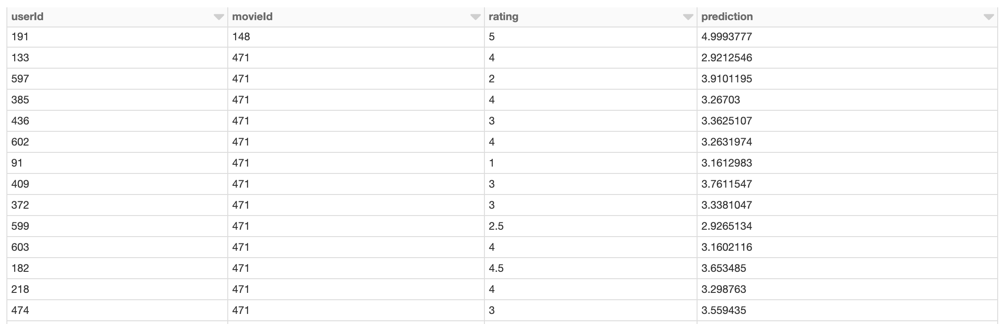 userId movieId rating prediction
191 148 5 4.9993777
133 471 4 2.9212546
597 471 2 3.9101195
385 471 4 3.26703
436 471 3 3.3625107
602 471 4 3.2631974
91 471 1 3.1612983
409 471 3 3.7611547
372 471 3 3.3381047
599 471 2.5 2.9265134
603 471 4 3.1602116
182 471 4.5 3.653485
218 471 4 3.298763
474 471 3 3.559435